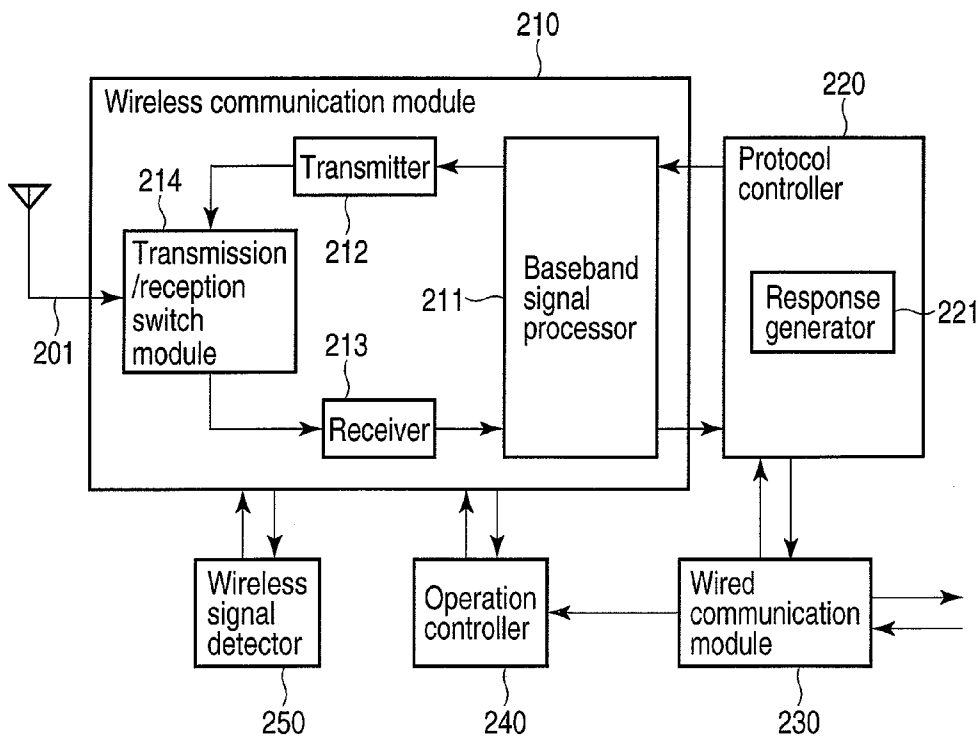 210
Wireless communication module
220
Transmitter
Protocol
controller
214
212
Transmission
/reception
switch
module
211
Baseband
signal
processor
Response
generator
221
201
213
Receiver
Wireless
signal
detector
Operation
controller
Wired
communication
module
250
240
230